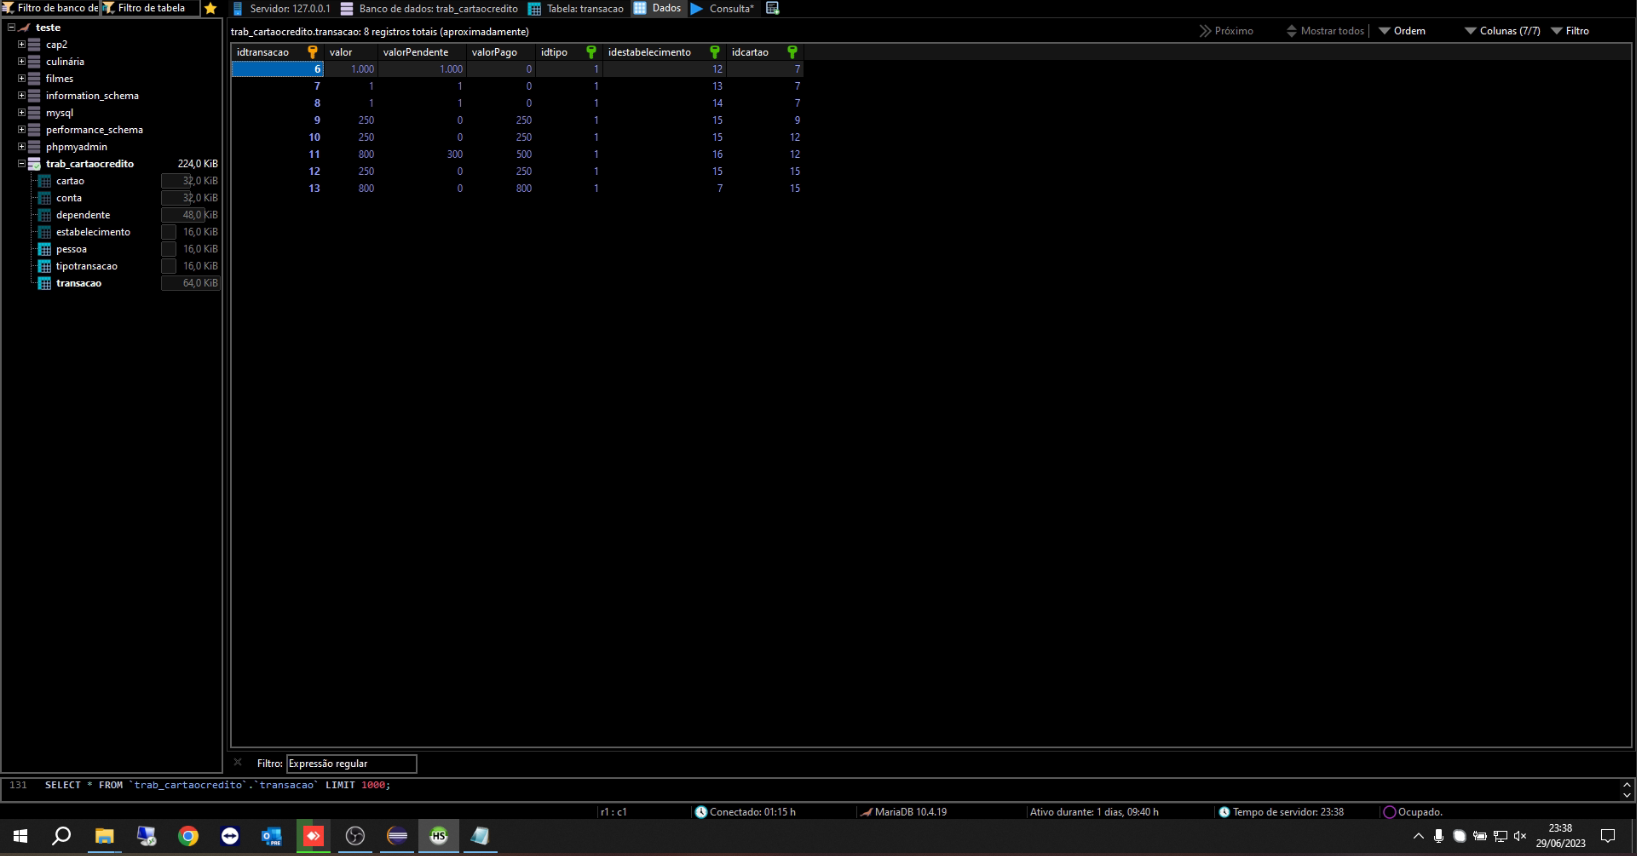 Filtro de banco de Filtro de tabela Servidor: 127.0.0.1 Banco de dados: trab_cartaocredito Tabela: transacao Dados Consulta*
teste
cap2
culinária
filmes
information_schema
mysql
performance_schema
phpmyadmin
trab_cartaocredito 224,0 KiB
cartao 32,0 KiB
conta 32,0 KiB
dependente 48,0 KiB
estabelecimento 16,0 KiB
pessoa 16,0 KiB
tipotransacao 16,0 KiB
transacao 64,0 KiB
trab_cartaocredito.transacao: 8 registros totais (aproximadamente) Próximo Mostrar todos Ordem Colunas (7/7) Filtro
idtransacao valor valorPendente valorPago idtipo idestabelecimento idcartao
6 1.000 1.000 0 1 12 7
7 1 1 0 1 13 7
8 1 1 0 1 14 7
9 250 0 250 1 15 9
10 250 0 250 1 15 12
11 800 300 500 1 16 12
12 250 0 250 1 15 15
13 800 0 800 1 7 15
Filtro: Expressão regular
131 SELECT * FROM `trab_cartaocredito`.`transacao` LIMIT 1000;
r1 : c1 Conectado: 01:15 h MariaDB 10.4.19 Ativo durante: 1 dias, 09:40 h Tempo de servidor: 23:38 Ocupado.
PRE HS 23:38
29/06/2023